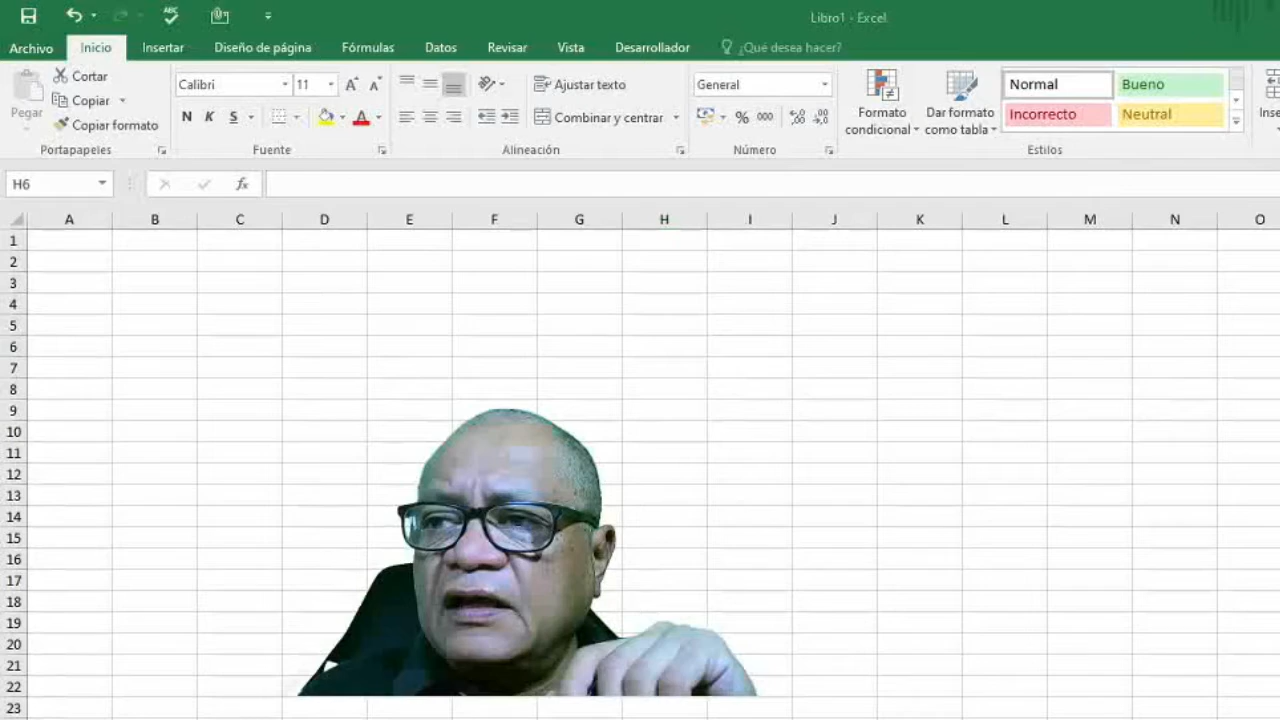 Libro1 - Excel
Archivo Inicio Insertar Diseño de página Fórmulas Datos Revisar Vista Desarrollador ¿Qué desea hacer?
Pegar
Cortar
Copiar
Copiar formato
Portapapeles
Calibri 11
N K S
Fuente
Ajustar texto
Combinar y centrar
Alineación
General
% 000
Número
Formato condicional
Dar formato como tabla
Normal Bueno
Incorrecto Neutral
Estilos
H6 fx
A B C D E F G H I J K L M N O
1
2
3
4
5
6
7
8
9
10
11
12
13
14
15
16
17
18
19
20
21
22
23